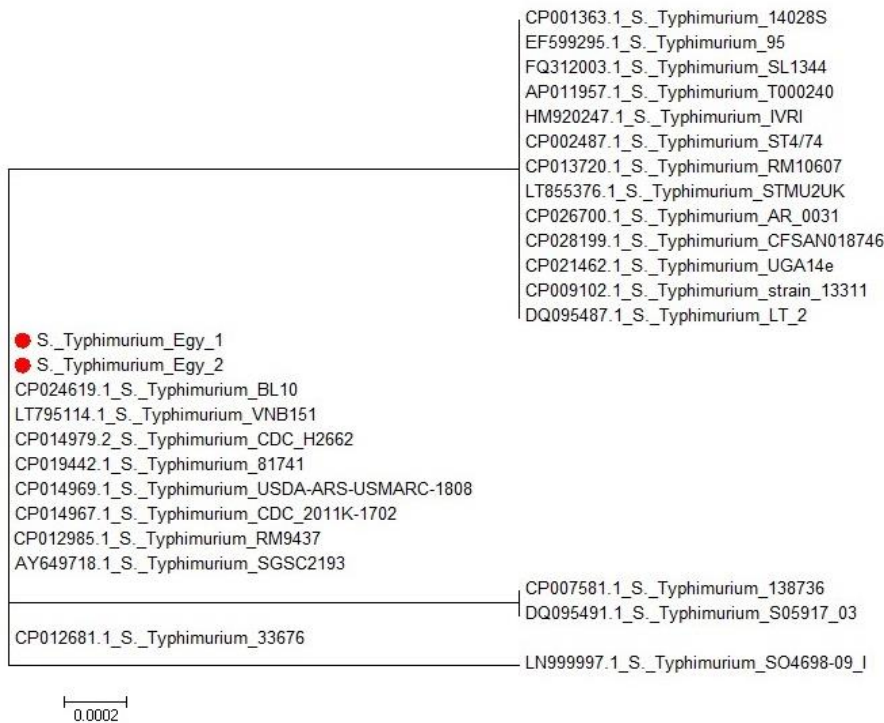 CP001363.1_S._Typhimurium_14028S
EF599295.1_S._Typhimurium_95
FQ312003.1_S._Typhimurium_SL1344
AP011957.1_S._Typhimurium_T000240
HM920247.1_S._Typhimurium_IVRI
CP002487.1_S._Typhimurium_ST4/74
CP013720.1_S._Typhimurium_RM10607
LT855376.1_S._Typhimurium_STMU2UK
CP026700.1_S._Typhimurium_AR_0031
CP028199.1_S._Typhimurium_CFSAN018746
CP021462.1_S._Typhimurium_UGA14e
CP009102.1_S._Typhimurium_strain_13311
DQ095487.1_S._Typhimurium_LT_2
S._Typhimurium_Egy_1
S._Typhimurium_Egy_2
CP024619.1_S._Typhimurium_BL10
LT795114.1_S._Typhimurium_VNB151
CP014979.2_S._Typhimurium_CDC_H2662
CP019442.1_S._Typhimurium_81741
CP014969.1_S._Typhimurium_USDA-ARS-USMARC-1808
CP014967.1_S._Typhimurium_CDC_2011K-1702
CP012985.1_S._Typhimurium_RM9437
AY649718.1_S._Typhimurium_SGSC2193
CP007581.1_S._Typhimurium_138736
DQ095491.1_S._Typhimurium_S05917_03
CP012681.1_S._Typhimurium_33676
LN999997.1_S._Typhimurium_SO4698-09_I
0.0002